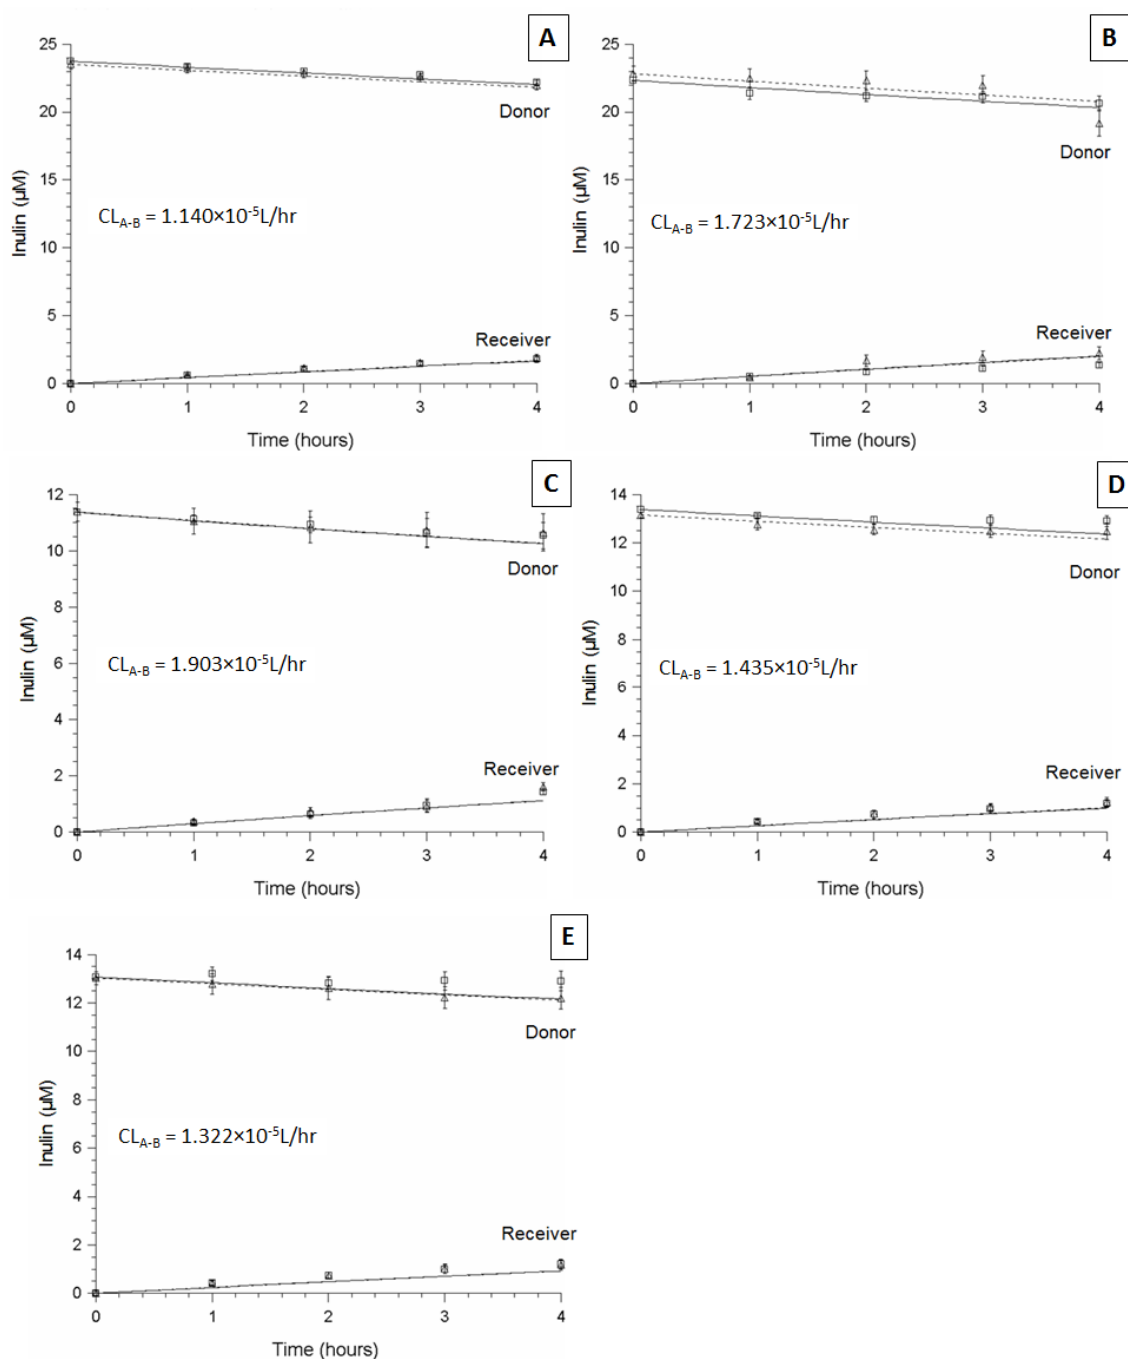 A
25
20
15
10
5
0
Inulin (µM)
Donor
CL_A-B = 1.140×10⁻⁵L/hr
Receiver
0 1 2 3 4
Time (hours)
B
25
20
15
10
5
0
Inulin (µM)
Donor
CL_A-B = 1.723×10⁻⁵L/hr
Receiver
0 1 2 3 4
Time (hours)
C
12
10
8
6
4
2
0
Inulin (µM)
Donor
CL_A-B = 1.903×10⁻⁵L/hr
Receiver
0 1 2 3 4
Time (hours)
D
14
12
10
8
6
4
2
0
Inulin (µM)
Donor
CL_A-B = 1.435×10⁻⁵L/hr
Receiver
0 1 2 3 4
Time (hours)
E
14
12
10
8
6
4
2
0
Inulin (µM)
Donor
CL_A-B = 1.322×10⁻⁵L/hr
Receiver
0 1 2 3 4
Time (hours)